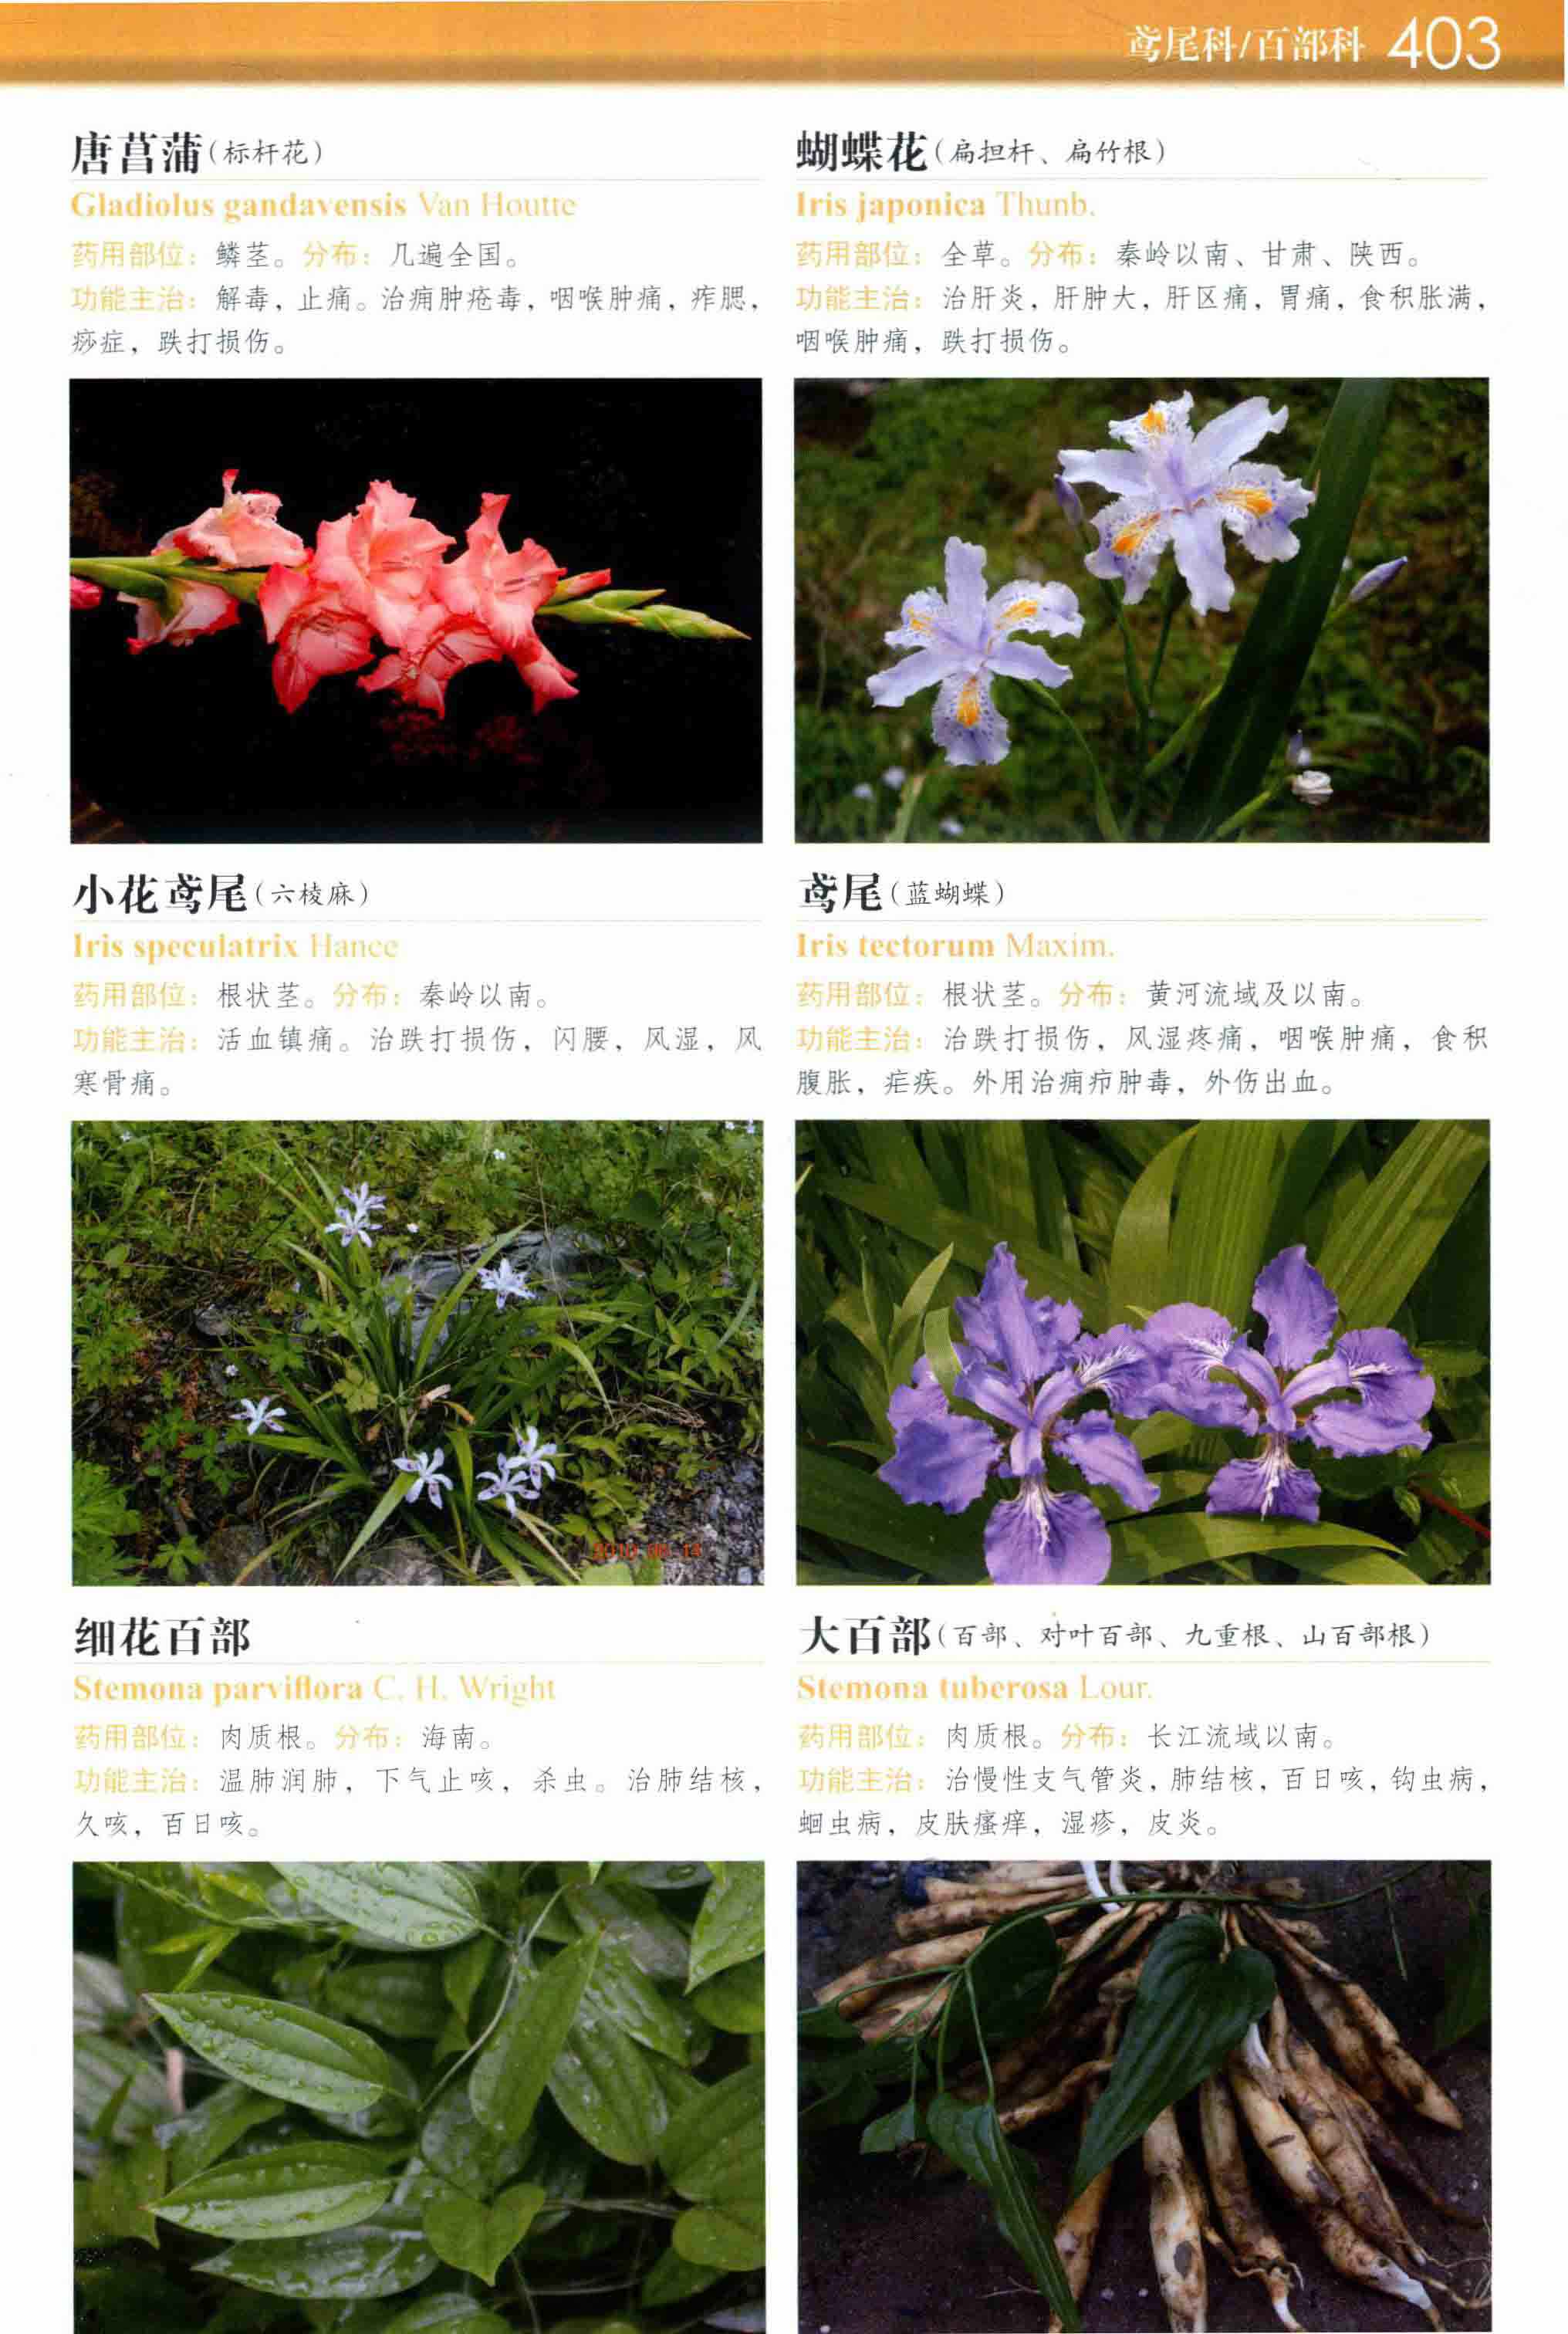 鸢尾科/百部科 403
唐菖蒲(标杆花)
Gladiolus gandavensis Van Houtte
药用部位：鳞茎。分布：几遍全国。
功能主治：解毒，止痛。治痈肿疮毒，咽喉肿痛，痄腮，
痧症，跌打损伤。
蝴蝶花(扁担杆、扁竹根)
Iris japonica Thunb.
药用部位：全草。分布：秦岭以南、甘肃、陕西。
功能主治：治肝炎，肝肿大，肝区痛，胃痛，食积胀满，
咽喉肿痛，跌打损伤。
小花鸢尾(六棱麻)
Iris speculatrix Hance
药用部位：根状茎。分布：秦岭以南。
功能主治：活血镇痛。治跌打损伤，闪腰，风湿，风
寒骨痛。
鸢尾(蓝蝴蝶)
Iris tectorum Maxim.
药用部位：根状茎。分布：黄河流域及以南。
功能主治：治跌打损伤，风湿疼痛，咽喉肿痛，食积
腹胀，疟疾。外用治痈疖肿毒，外伤出血。
细花百部
Stemona parviflora C. H. Wright
药用部位：肉质根。分布：海南。
功能主治：温肺润肺，下气止咳，杀虫。治肺结核，
久咳，百日咳。
大百部(百部、对叶百部、九重根、山百部根)
Stemona tuberosa Lour.
药用部位：肉质根。分布：长江流域以南。
功能主治：治慢性支气管炎，肺结核，百日咳，钩虫病，
蛔虫病，皮肤瘙痒，湿疹，皮炎。